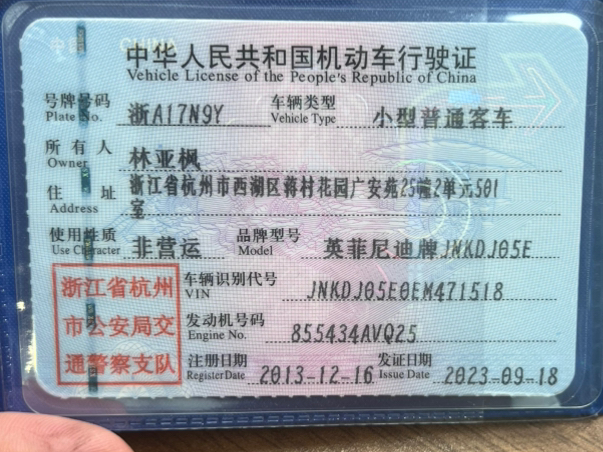 中华人民共和国机动车行驶证
Vehicle License of the People's Republic of China
号牌号码 浙A17N9Y 车辆类型 小型普通客车
Plate No. Vehicle Type
所有人 林亚枫
Owner
住址 浙江省杭州市西湖区蒋村花园广安苑25幢2单元501
Address 室
使用性质 非营运 品牌型号 英菲尼迪牌JNKDJ05E
Use Character Model
浙江省杭州 车辆识别代号 JNKDJ05E0EM471518
VIN
市公安局交 发动机号码 855434AVQ25
Engine No.
通警察支队 注册日期 2013-12-16 发证日期 2023-09-18
Register Date Issue Date